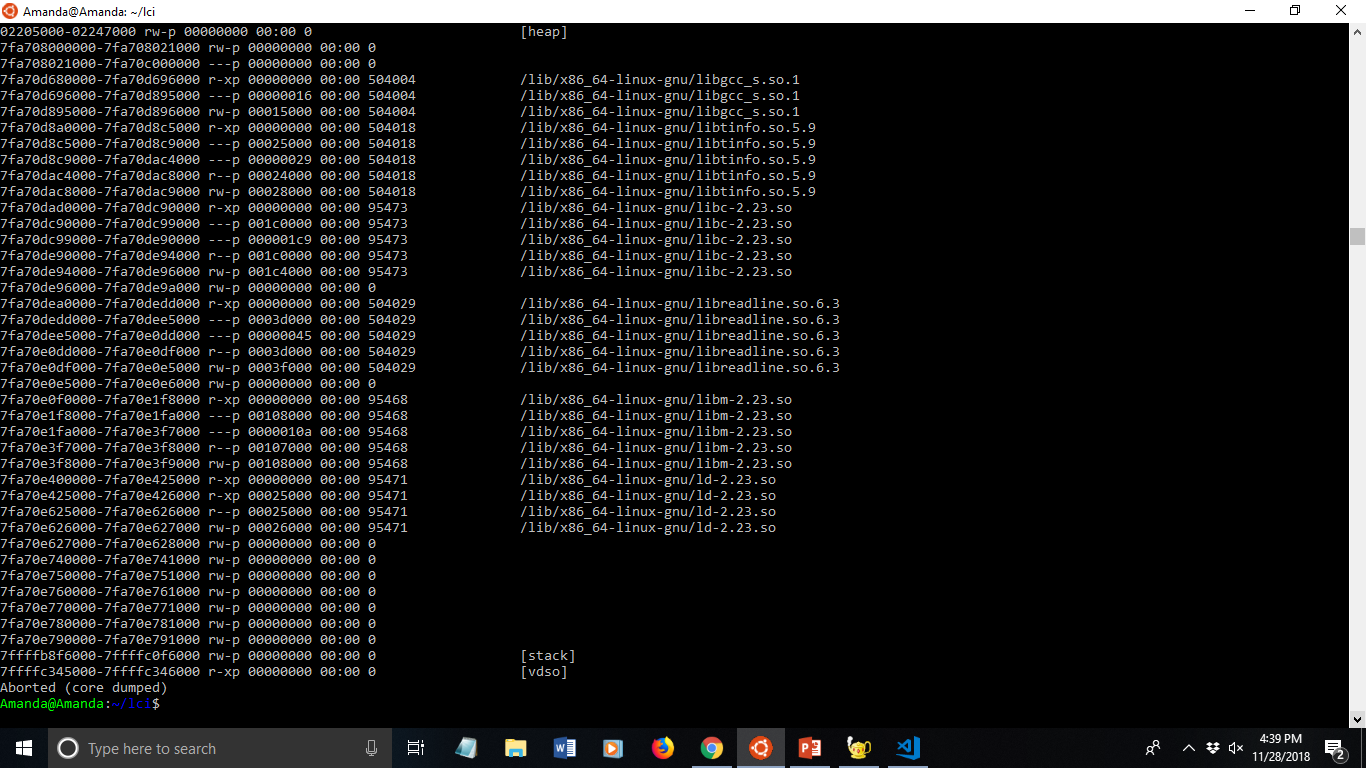 Amanda@Amanda: ~/lci
02205000-02247000 rw-p 00000000 00:00 0 [heap]
7fa708000000-7fa708021000 rw-p 00000000 00:00 0
7fa708021000-7fa70c000000 ---p 00000000 00:00 0
7fa70d680000-7fa70d696000 r-xp 00000000 00:00 504004 /lib/x86_64-linux-gnu/libgcc_s.so.1
7fa70d696000-7fa70d895000 ---p 00000016 00:00 504004 /lib/x86_64-linux-gnu/libgcc_s.so.1
7fa70d895000-7fa70d896000 rw-p 00015000 00:00 504004 /lib/x86_64-linux-gnu/libgcc_s.so.1
7fa70d8a0000-7fa70d8c5000 r-xp 00000000 00:00 504018 /lib/x86_64-linux-gnu/libtinfo.so.5.9
7fa70d8c5000-7fa70d8c9000 ---p 00025000 00:00 504018 /lib/x86_64-linux-gnu/libtinfo.so.5.9
7fa70d8c9000-7fa70dac4000 ---p 00000029 00:00 504018 /lib/x86_64-linux-gnu/libtinfo.so.5.9
7fa70dac4000-7fa70dac8000 r--p 00024000 00:00 504018 /lib/x86_64-linux-gnu/libtinfo.so.5.9
7fa70dac8000-7fa70dac9000 rw-p 00028000 00:00 504018 /lib/x86_64-linux-gnu/libtinfo.so.5.9
7fa70dad0000-7fa70dc90000 r-xp 00000000 00:00 95473 /lib/x86_64-linux-gnu/libc-2.23.so
7fa70dc90000-7fa70dc99000 ---p 001c0000 00:00 95473 /lib/x86_64-linux-gnu/libc-2.23.so
7fa70dc99000-7fa70de90000 ---p 000001c9 00:00 95473 /lib/x86_64-linux-gnu/libc-2.23.so
7fa70de90000-7fa70de94000 r--p 001c0000 00:00 95473 /lib/x86_64-linux-gnu/libc-2.23.so
7fa70de94000-7fa70de96000 rw-p 001c4000 00:00 95473 /lib/x86_64-linux-gnu/libc-2.23.so
7fa70de96000-7fa70de9a000 rw-p 00000000 00:00 0
7fa70dea0000-7fa70dedd000 r-xp 00000000 00:00 504029 /lib/x86_64-linux-gnu/libreadline.so.6.3
7fa70dedd000-7fa70dee5000 ---p 0003d000 00:00 504029 /lib/x86_64-linux-gnu/libreadline.so.6.3
7fa70dee5000-7fa70e0dd000 ---p 00000045 00:00 504029 /lib/x86_64-linux-gnu/libreadline.so.6.3
7fa70e0dd000-7fa70e0df000 r--p 0003d000 00:00 504029 /lib/x86_64-linux-gnu/libreadline.so.6.3
7fa70e0df000-7fa70e0e5000 rw-p 0003f000 00:00 504029 /lib/x86_64-linux-gnu/libreadline.so.6.3
7fa70e0e5000-7fa70e0e6000 rw-p 00000000 00:00 0
7fa70e0f0000-7fa70e1f8000 r-xp 00000000 00:00 95468 /lib/x86_64-linux-gnu/libm-2.23.so
7fa70e1f8000-7fa70e1fa000 ---p 00108000 00:00 95468 /lib/x86_64-linux-gnu/libm-2.23.so
7fa70e1fa000-7fa70e3f7000 ---p 0000010a 00:00 95468 /lib/x86_64-linux-gnu/libm-2.23.so
7fa70e3f7000-7fa70e3f8000 r--p 00107000 00:00 95468 /lib/x86_64-linux-gnu/libm-2.23.so
7fa70e3f8000-7fa70e3f9000 rw-p 00108000 00:00 95468 /lib/x86_64-linux-gnu/libm-2.23.so
7fa70e400000-7fa70e425000 r-xp 00000000 00:00 95471 /lib/x86_64-linux-gnu/ld-2.23.so
7fa70e425000-7fa70e426000 r-xp 00025000 00:00 95471 /lib/x86_64-linux-gnu/ld-2.23.so
7fa70e625000-7fa70e626000 r--p 00025000 00:00 95471 /lib/x86_64-linux-gnu/ld-2.23.so
7fa70e626000-7fa70e627000 rw-p 00026000 00:00 95471 /lib/x86_64-linux-gnu/ld-2.23.so
7fa70e627000-7fa70e628000 rw-p 00000000 00:00 0
7fa70e740000-7fa70e741000 rw-p 00000000 00:00 0
7fa70e750000-7fa70e751000 rw-p 00000000 00:00 0
7fa70e760000-7fa70e761000 rw-p 00000000 00:00 0
7fa70e770000-7fa70e771000 rw-p 00000000 00:00 0
7fa70e780000-7fa70e781000 rw-p 00000000 00:00 0
7fa70e790000-7fa70e791000 rw-p 00000000 00:00 0
7ffffb8f6000-7ffffc0f6000 rw-p 00000000 00:00 0 [stack]
7ffffc345000-7ffffc346000 r-xp 00000000 00:00 0 [vdso]
Aborted (core dumped)
Amanda@Amanda:~/lci$
Type here to search
4:39 PM
11/28/2018
2